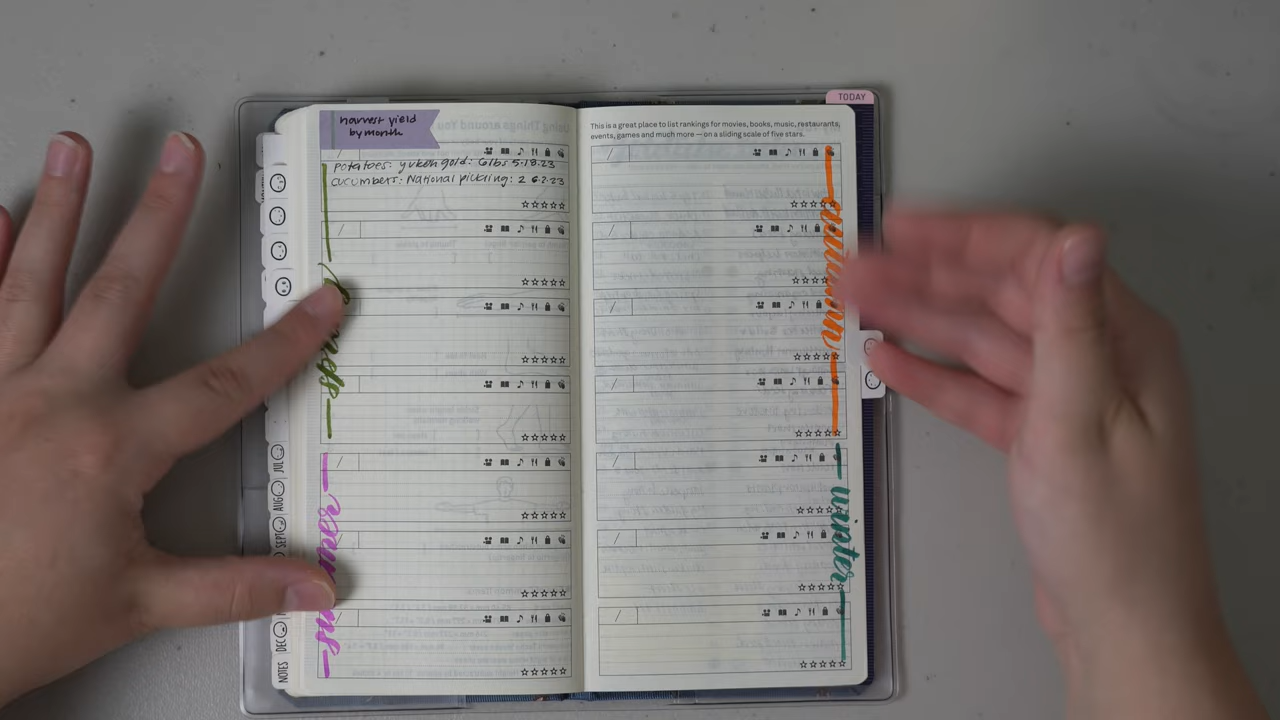 harvest yield
by month
potatoes: yukon gold: 6lbs 5.19.23
cucumbers: National pickling: 2 6.2.23
summer
JUL
AUG
SEPT
DEC
NOTES
TODAY
This is a great place to list rankings for movies, books, music, restaurants,
events, games and much more — on a sliding scale of five stars.
autumn
winter